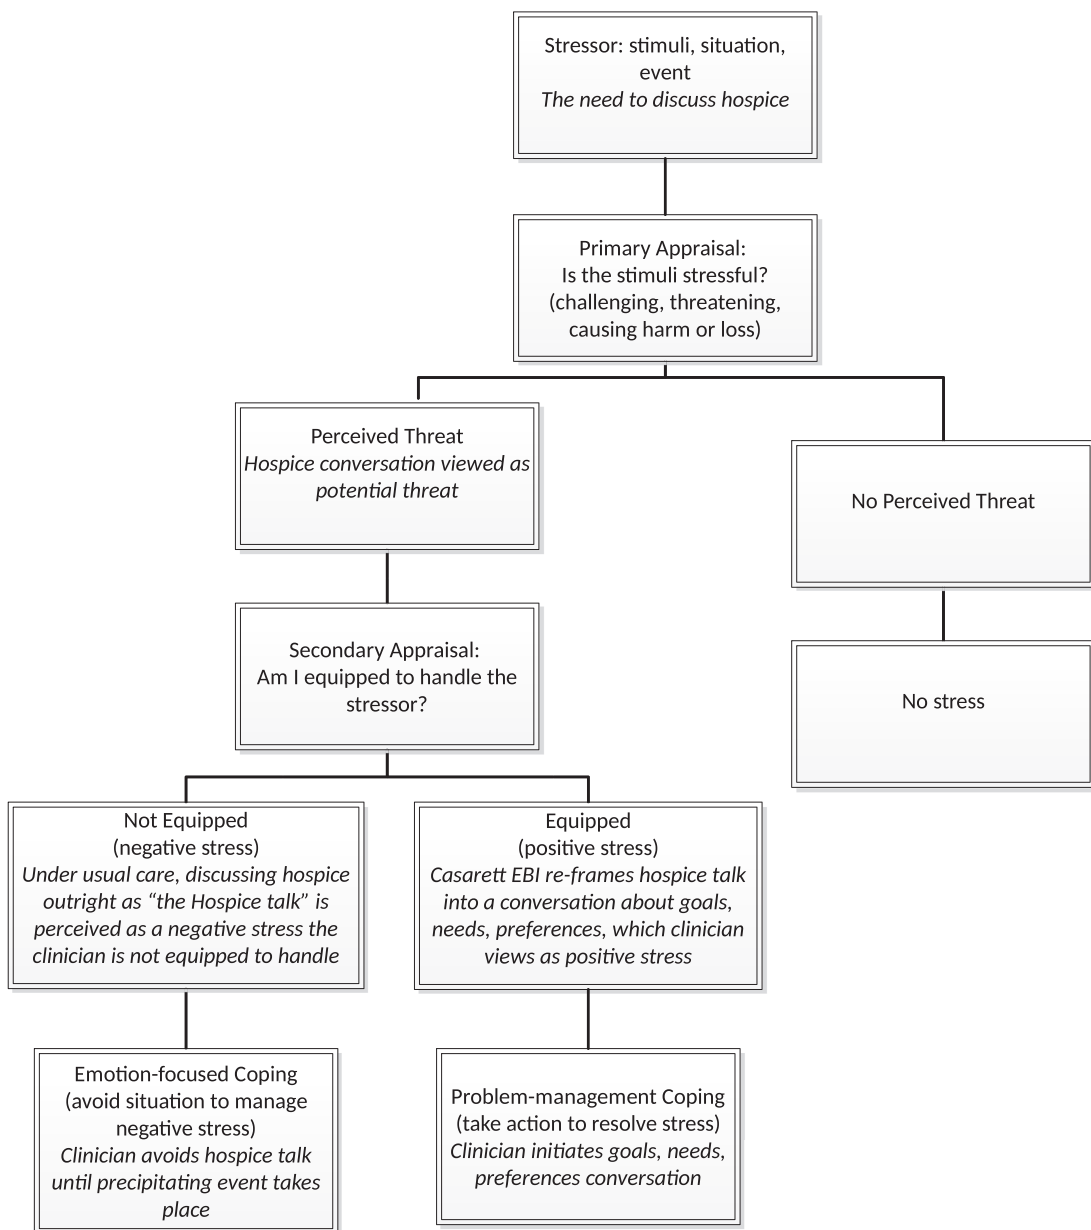 Stressor: stimuli, situation,
event
The need to discuss hospice
Primary Appraisal:
Is the stimuli stressful?
(challenging, threatening,
causing harm or loss)
Perceived Threat
Hospice conversation viewed as
potential threat
No Perceived Threat
Secondary Appraisal:
Am I equipped to handle the
stressor?
No stress
Not Equipped
(negative stress)
Under usual care, discussing hospice
outright as “the Hospice talk” is
perceived as a negative stress the
clinician is not equipped to handle
Equipped
(positive stress)
Casarett EBI re-frames hospice talk
into a conversation about goals,
needs, preferences, which clinician
views as positive stress
Emotion-focused Coping
(avoid situation to manage
negative stress)
Clinician avoids hospice talk
until precipitating event takes
place
Problem-management Coping
(take action to resolve stress)
Clinician initiates goals, needs,
preferences conversation